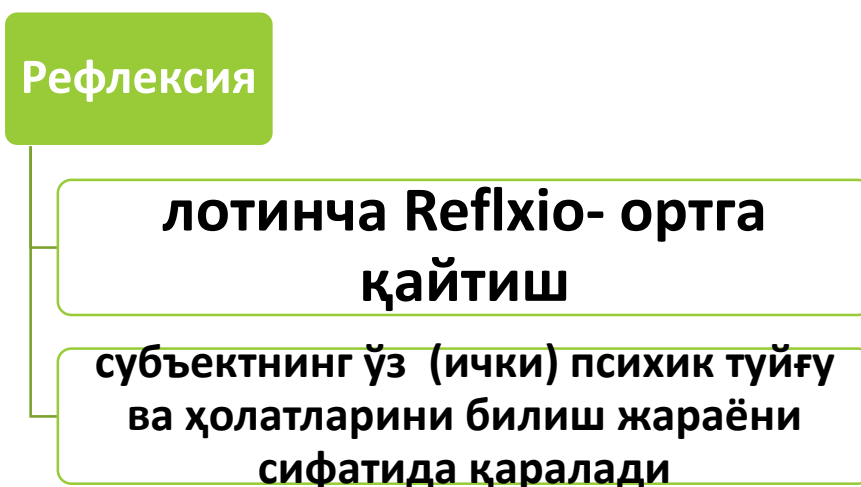 Рефлексия
лотинча Reflxio- ортга
қайтиш
субъектнинг ўз (ички) психик туйғу
ва ҳолатларини билиш жараёни
сифатида қаралади